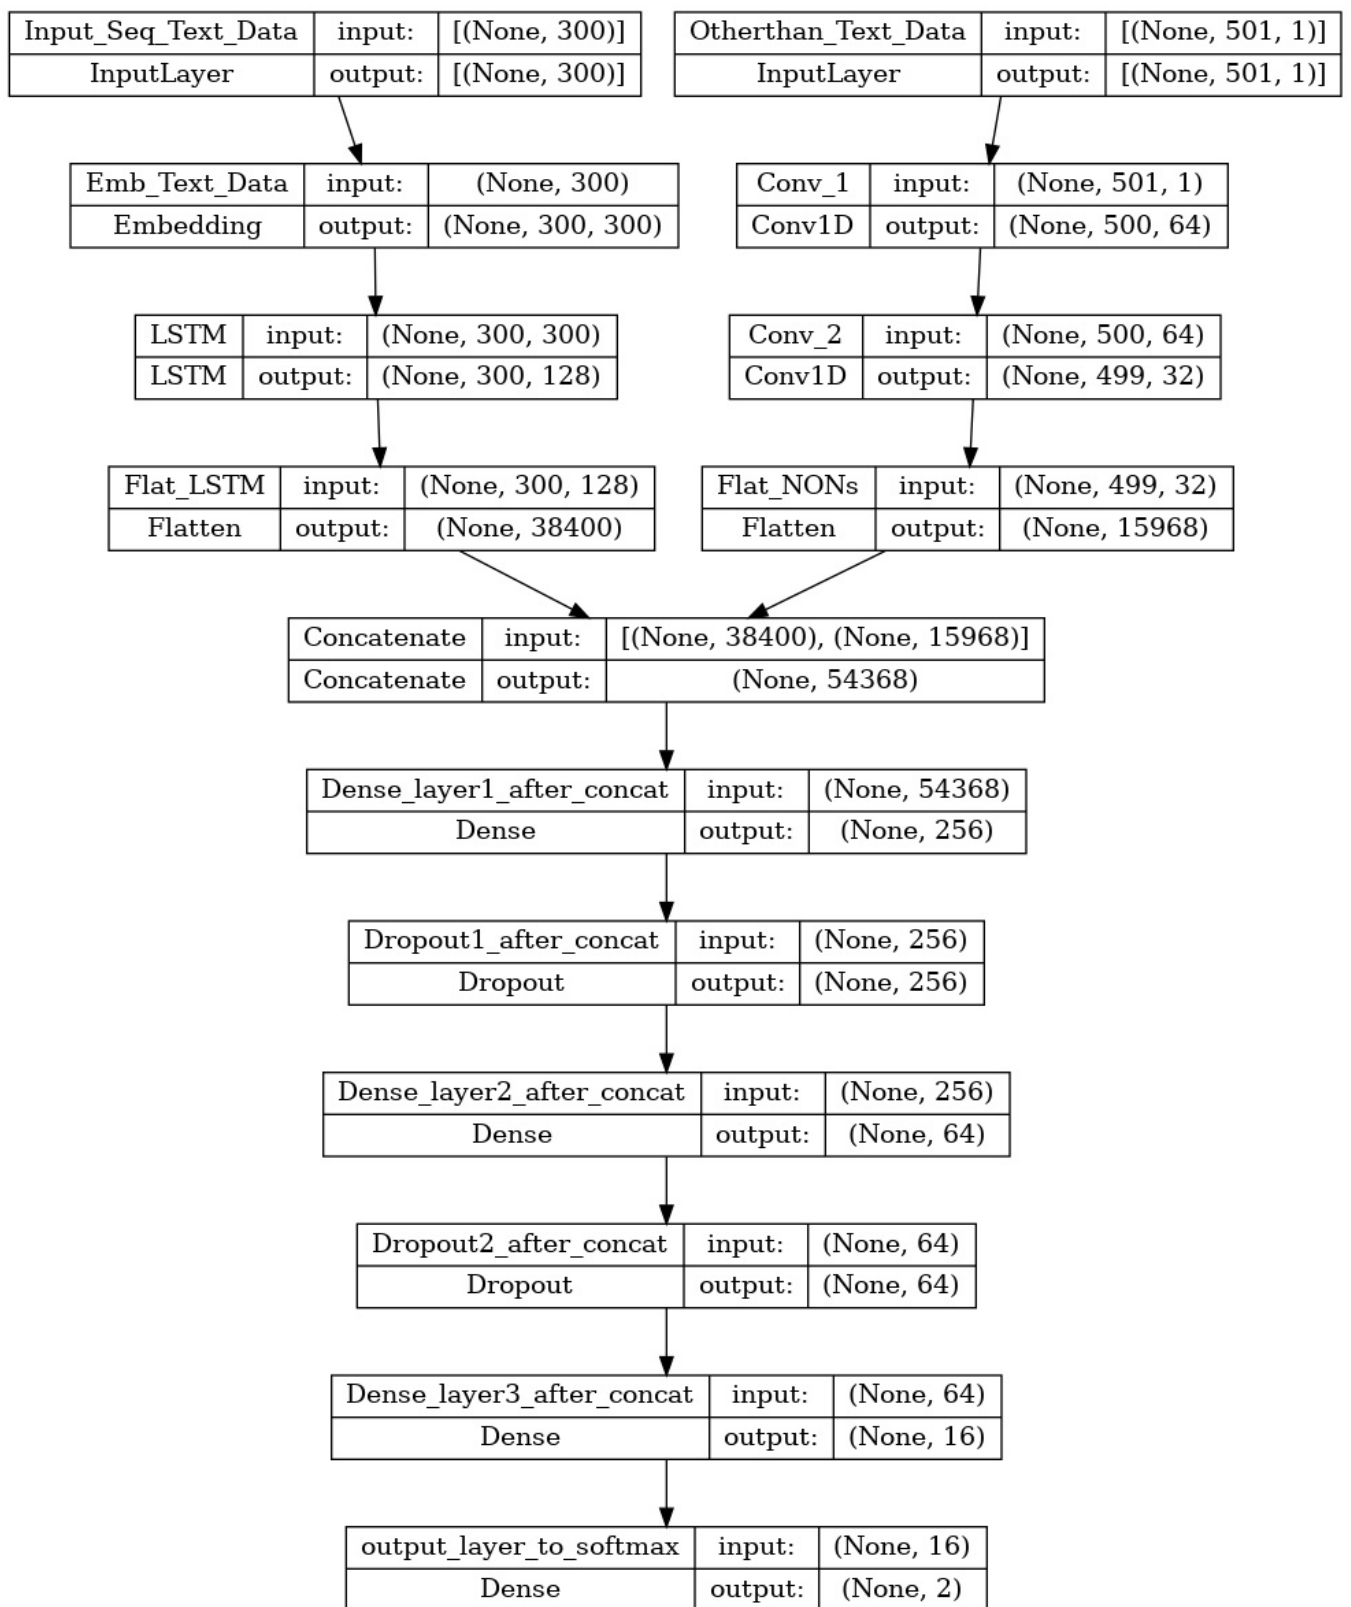 Input_Seq_Text_Data input: [(None, 300)]
InputLayer output: [(None, 300)]
Otherthan_Text_Data input: [(None, 501, 1)]
InputLayer output: [(None, 501, 1)]
Emb_Text_Data input: (None, 300)
Embedding output: (None, 300, 300)
Conv_1 input: (None, 501, 1)
Conv1D output: (None, 500, 64)
LSTM input: (None, 300, 300)
LSTM output: (None, 300, 128)
Conv_2 input: (None, 500, 64)
Conv1D output: (None, 499, 32)
Flat_LSTM input: (None, 300, 128)
Flatten output: (None, 38400)
Flat_NONs input: (None, 499, 32)
Flatten output: (None, 15968)
Concatenate input: [(None, 38400), (None, 15968)]
Concatenate output: (None, 54368)
Dense_layer1_after_concat input: (None, 54368)
Dense output: (None, 256)
Dropout1_after_concat input: (None, 256)
Dropout output: (None, 256)
Dense_layer2_after_concat input: (None, 256)
Dense output: (None, 64)
Dropout2_after_concat input: (None, 64)
Dropout output: (None, 64)
Dense_layer3_after_concat input: (None, 64)
Dense output: (None, 16)
output_layer_to_softmax input: (None, 16)
Dense output: (None, 2)